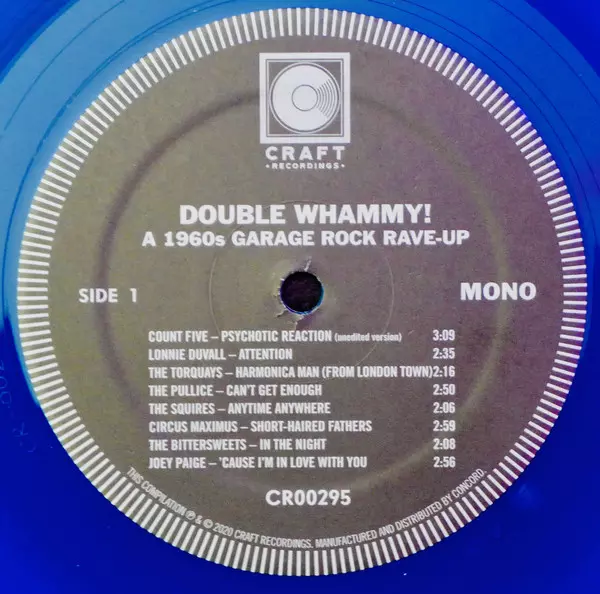 CRAFT
• RECORDINGS •
DOUBLE WHAMMY!
A 1960s GARAGE ROCK RAVE-UP
SIDE 1
MONO
COUNT FIVE – PSYCHOTIC REACTION (unedited version) 3:09
LONNIE DUVALL – ATTENTION 2:35
THE TORQUAYS – HARMONICA MAN (FROM LONDON TOWN) 2:16
THE PULLICE – CAN'T GET ENOUGH 2:50
THE SQUIRES – ANYTIME ANYWHERE 2:06
CIRCUS MAXIMUS – SHORT-HAIRED FATHERS 2:59
THE BITTERSWEETS – IN THE NIGHT 2:08
JOEY PAIGE – 'CAUSE I'M IN LOVE WITH YOU 2:56
CR00295
THIS COMPILATION ℗ & © 2020 CRAFT RECORDINGS. MANUFACTURED AND DISTRIBUTED BY CONCORD.